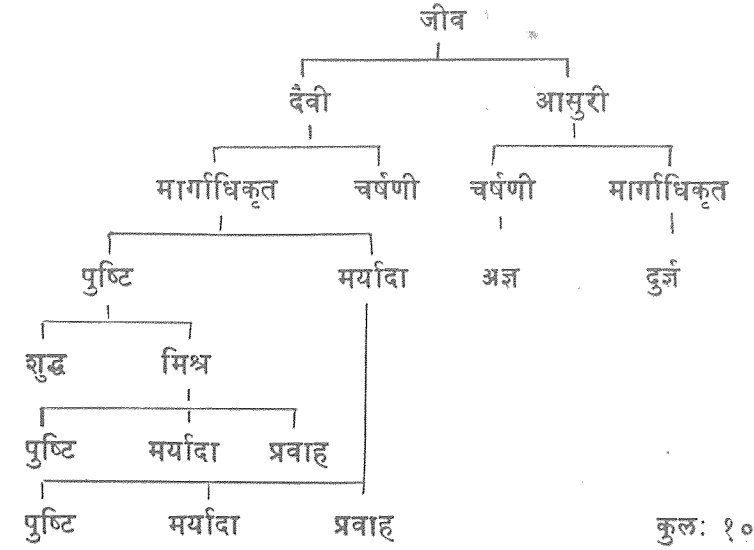 जीव
दैवी आसुरी
मार्गाधिकृत चर्षणी चर्षणी मार्गाधिकृत
पुष्टि मर्यादा अज्ञ दुर्ज्ञ
शुद्ध मिश्र
पुष्टि मर्यादा प्रवाह
पुष्टि मर्यादा प्रवाह कुल: १०